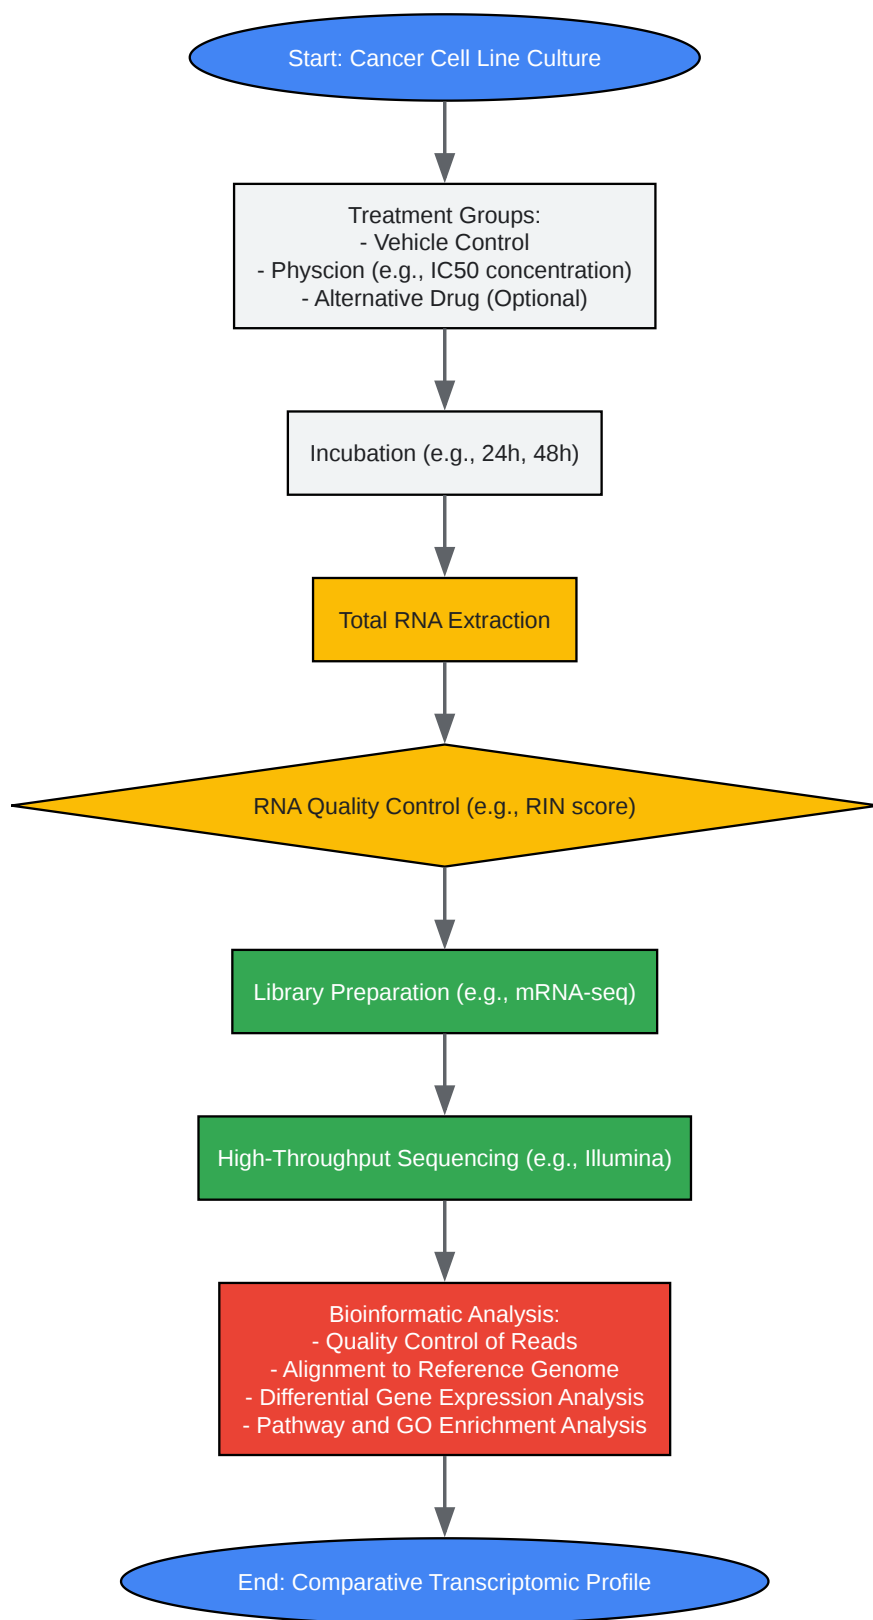 Start: Cancer Cell Line Culture
Treatment Groups:
- Vehicle Control
- Physcion (e.g., IC50 concentration)
- Alternative Drug (Optional)
Incubation (e.g., 24h, 48h)
Total RNA Extraction
RNA Quality Control (e.g., RIN score)
Library Preparation (e.g., mRNA-seq)
High-Throughput Sequencing (e.g., Illumina)
Bioinformatic Analysis:
- Quality Control of Reads
- Alignment to Reference Genome
- Differential Gene Expression Analysis
- Pathway and GO Enrichment Analysis
End: Comparative Transcriptomic Profile